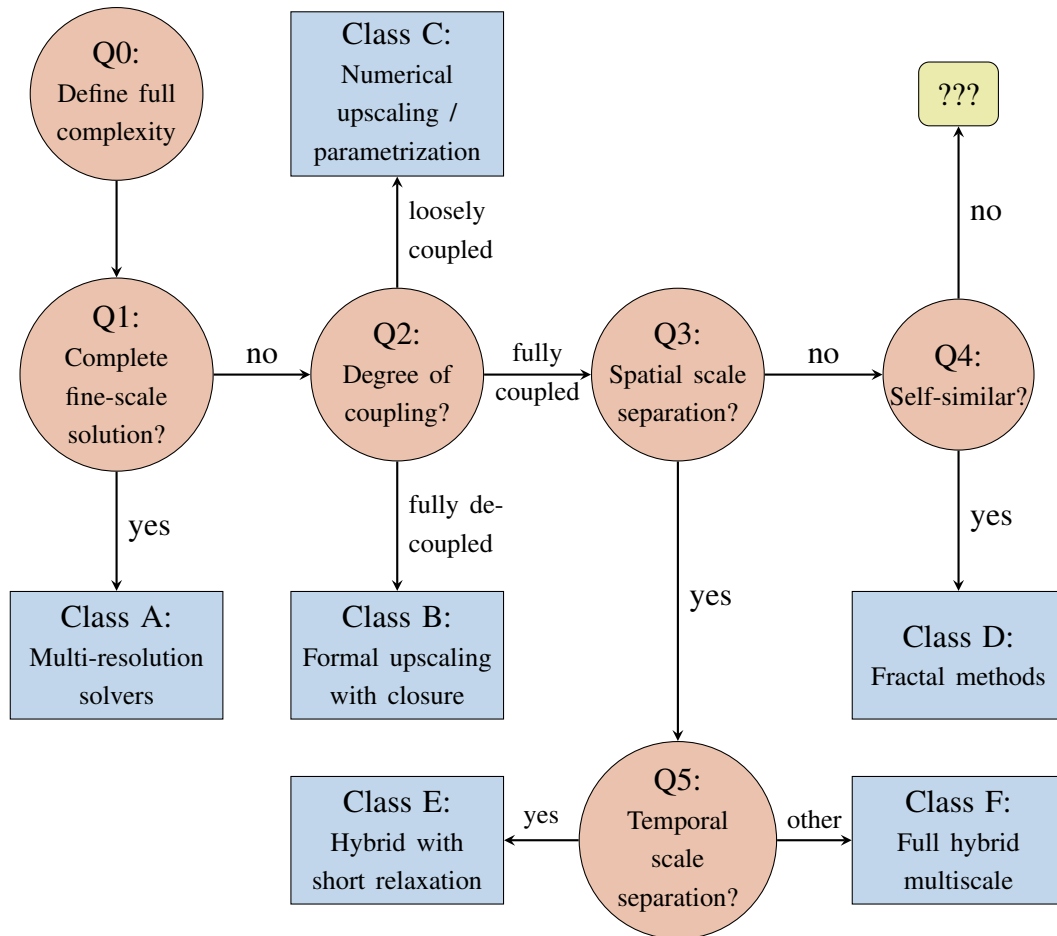 Q0:
Define full
complexity
Class C:
Numerical
upscaling /
parametrization
???
loosely
coupled
no
Q1:
Complete
fine-scale
solution?
no
Q2:
Degree of
coupling?
fully
coupled
Q3:
Spatial scale
separation?
no
Q4:
Self-similar?
yes
fully de-
coupled
yes
yes
Class A:
Multi-resolution
solvers
Class B:
Formal upscaling
with closure
Class D:
Fractal methods
Class E:
Hybrid with
short relaxation
yes
Q5:
Temporal
scale
separation?
other
Class F:
Full hybrid
multiscale